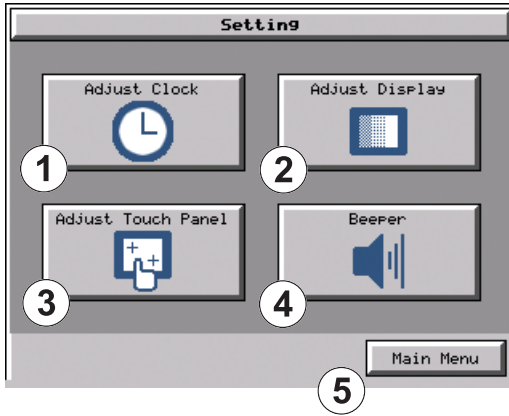 Setting
Adjust Clock
1
Adjust Display
2
Adjust Touch Panel
3
Beeper
4
Main Menu
5